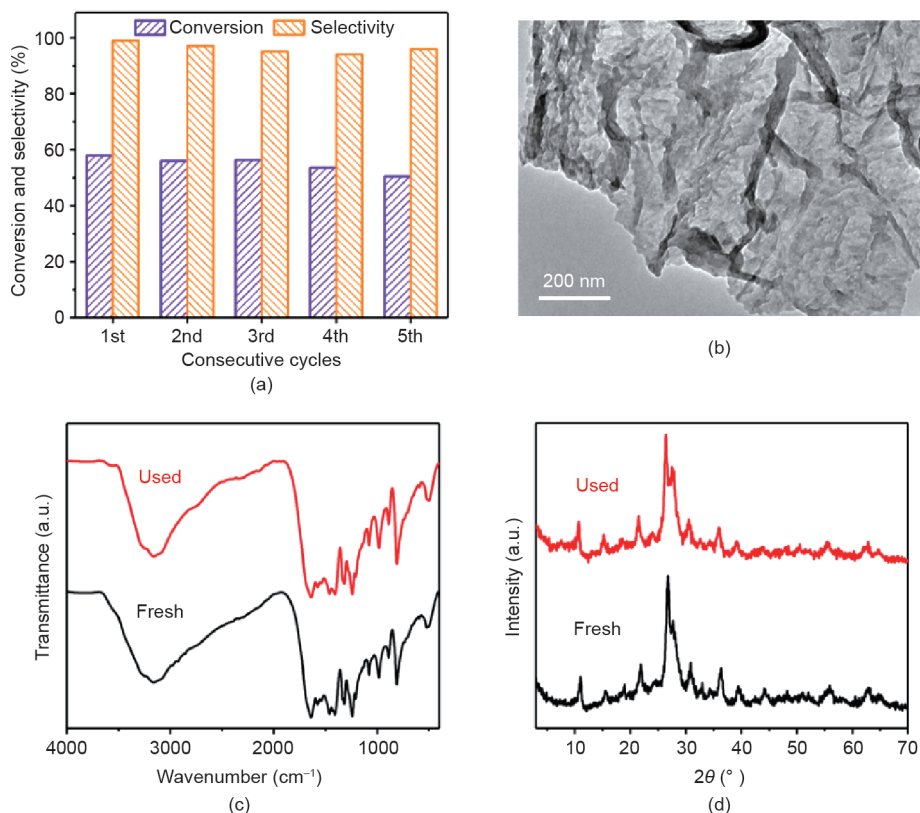 Conversion Selectivity
Conversion and selectivity (%)
100
80
60
40
20
0
1st 2nd 3rd 4th 5th
Consecutive cycles
(a)
200 nm
(b)
Used
Fresh
Transmittance (a.u.)
4000 3000 2000 1000
Wavenumber (cm⁻¹)
(c)
Used
Fresh
Intensity (a.u.)
10 20 30 40 50 60 70
2θ (°)
(d)